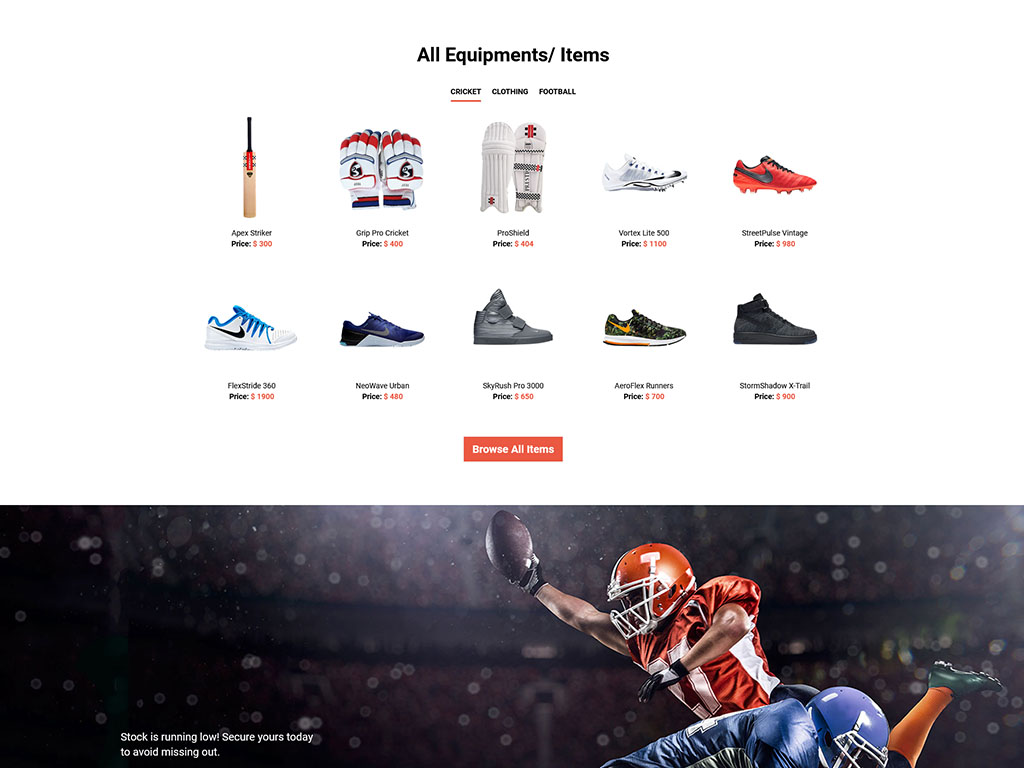 All Equipments/ Items
CRICKET CLOTHING FOOTBALL
Apex Striker
Price: $ 300
Grip Pro Cricket
Price: $ 400
ProShield
Price: $ 404
Vortex Lite 500
Price: $ 1100
StreetPulse Vintage
Price: $ 980
FlexStride 360
Price: $ 1900
NeoWave Urban
Price: $ 480
SkyRush Pro 3000
Price: $ 650
AeroFlex Runners
Price: $ 700
StormShadow X-Trail
Price: $ 900
Browse All Items
Stock is running low! Secure yours today
to avoid missing out.